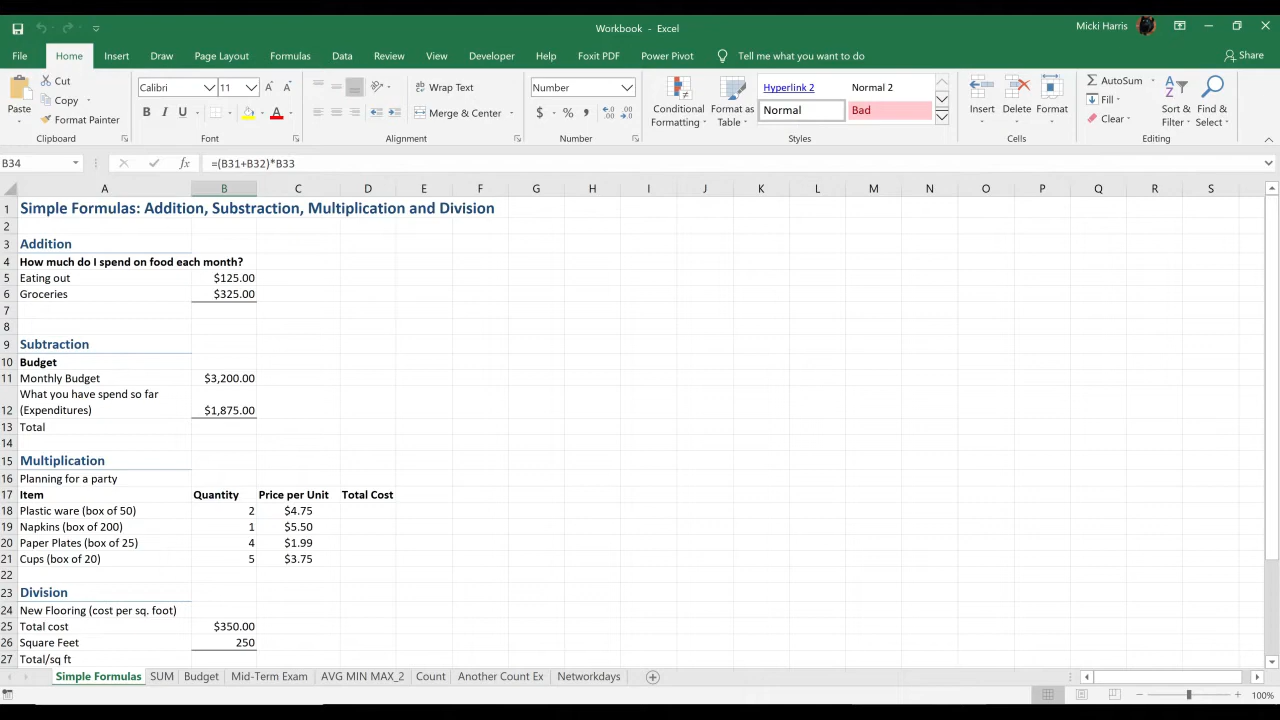 Workbook - Excel
Micki Harris
File Home Insert Draw Page Layout Formulas Data Review View Developer Help Foxit PDF Power Pivot Tell me what you want to do Share
Paste
Cut
Copy
Format Painter
Clipboard
Calibri 11
B I U
Font
Wrap Text
Merge & Center
Alignment
Number
$ % ,
Number
Conditional Formatting
Format as Table
Hyperlink 2 Normal 2
Normal Bad
Styles
Insert Delete Format
Cells
AutoSum
Fill
Clear
Sort & Filter
Find & Select
Editing
B34 fx =(B31+B32)*B33
A B C D E F G H I J K L M N O P Q R S
1 Simple Formulas: Addition, Substraction, Multiplication and Division
2
3 Addition
4 How much do I spend on food each month?
5 Eating out $125.00
6 Groceries $325.00
7
8
9 Subtraction
10 Budget
11 Monthly Budget $3,200.00
What you have spend so far
12 (Expenditures) $1,875.00
13 Total
14
15 Multiplication
16 Planning for a party
17 Item Quantity Price per Unit Total Cost
18 Plastic ware (box of 50) 2 $4.75
19 Napkins (box of 200) 1 $5.50
20 Paper Plates (box of 25) 4 $1.99
21 Cups (box of 20) 5 $3.75
22
23 Division
24 New Flooring (cost per sq. foot)
25 Total cost $350.00
26 Square Feet 250
27 Total/sq ft
Simple Formulas SUM Budget Mid-Term Exam AVG MIN MAX_2 Count Another Count Ex Networkdays
100%